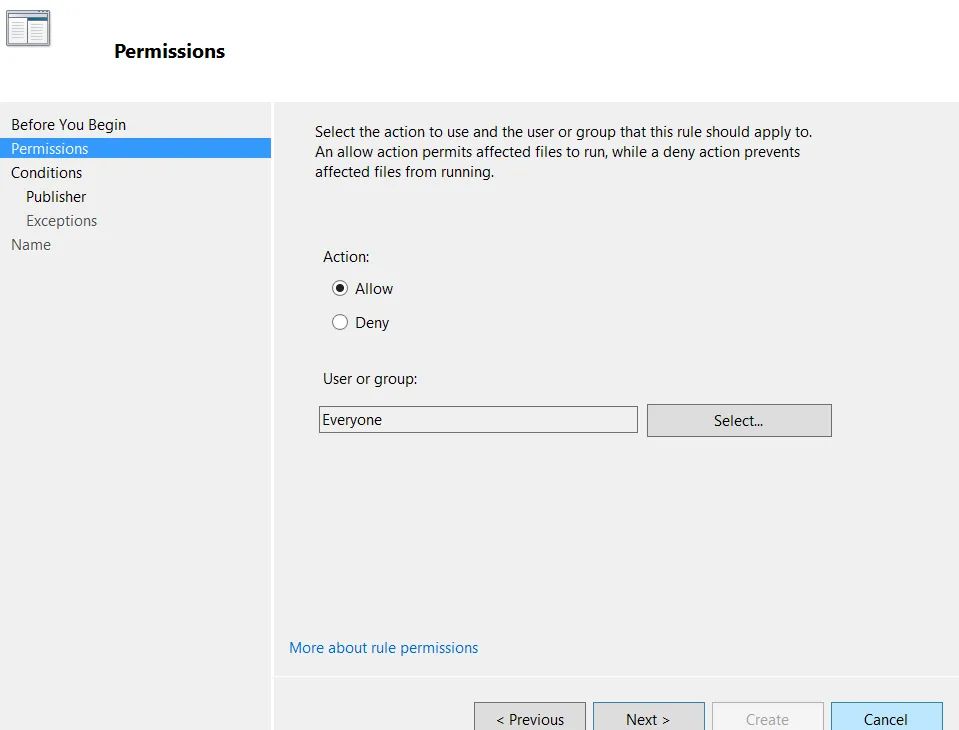 Permissions
Before You Begin
Permissions
Conditions
Publisher
Exceptions
Name
Select the action to use and the user or group that this rule should apply to.
An allow action permits affected files to run, while a deny action prevents
affected files from running.
Action:
Allow
Deny
User or group:
Everyone
Select...
More about rule permissions
< Previous
Next >
Create
Cancel